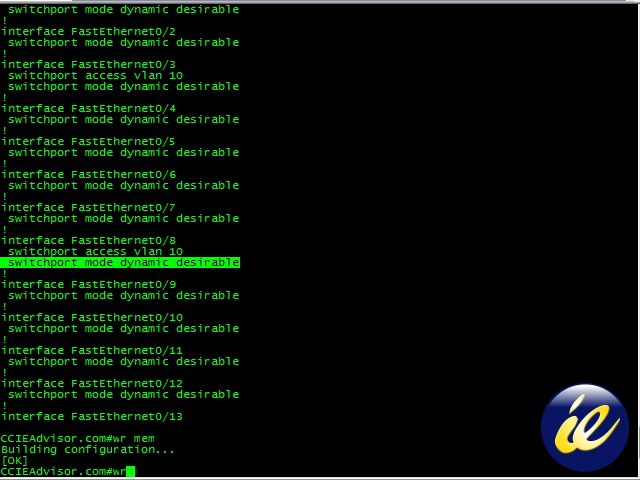 switchport mode dynamic desirable
!
interface FastEthernet0/2
switchport mode dynamic desirable
!
interface FastEthernet0/3
switchport access vlan 10
switchport mode dynamic desirable
!
interface FastEthernet0/4
switchport mode dynamic desirable
!
interface FastEthernet0/5
switchport mode dynamic desirable
!
interface FastEthernet0/6
switchport mode dynamic desirable
!
interface FastEthernet0/7
switchport mode dynamic desirable
!
interface FastEthernet0/8
switchport access vlan 10
switchport mode dynamic desirable
!
interface FastEthernet0/9
switchport mode dynamic desirable
!
interface FastEthernet0/10
switchport mode dynamic desirable
!
interface FastEthernet0/11
switchport mode dynamic desirable
!
interface FastEthernet0/12
switchport mode dynamic desirable
!
interface FastEthernet0/13
CCIEAdvisor.com#wr mem
Building configuration...
[OK]
CCIEAdvisor.com#wr
ie